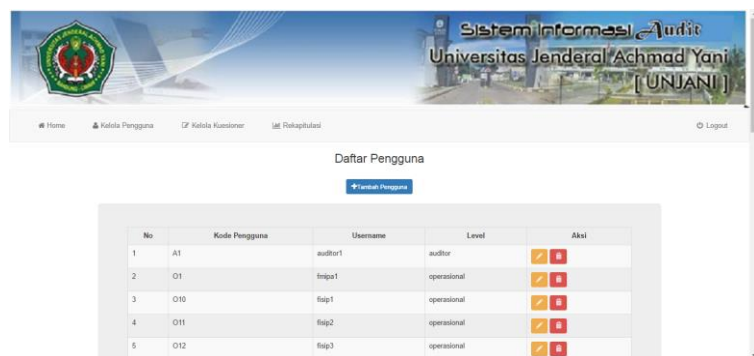 Sistem Informasi Audit
Universitas Jenderal Achmad Yani
[ UNJANI ]
Home Kelola Pengguna Kelola Kuesioner Rekapitulasi Logout
Daftar Pengguna
+Tambah Pengguna
No Kode Pengguna Username Level Aksi
1 A1 auditor1 auditor
2 O1 fmipa1 operasional
3 O10 fisip1 operasional
4 O11 fisip2 operasional
5 O12 fisip3 operasional